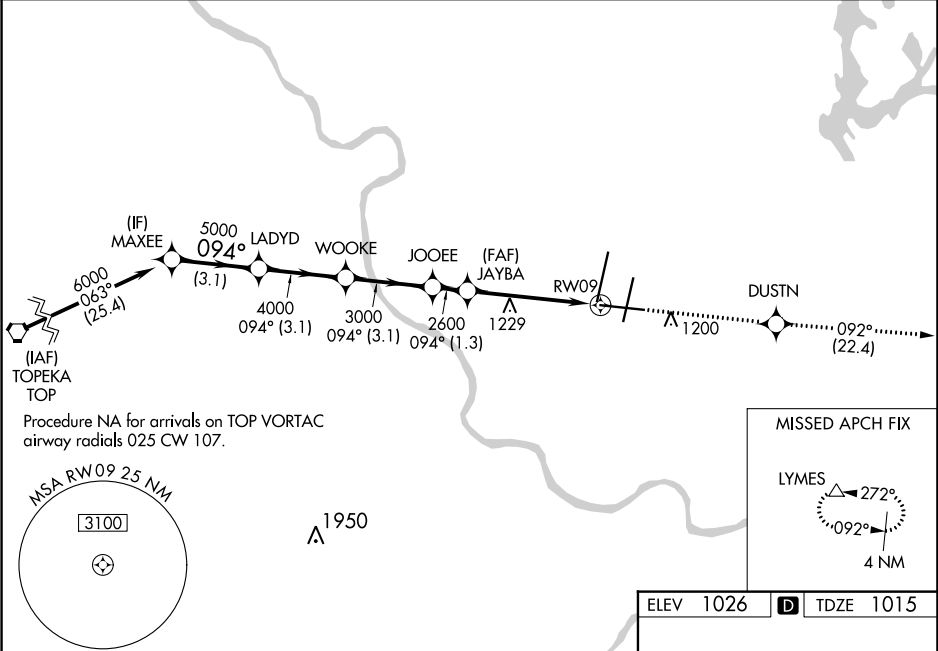 (IF)
MAXEE
5000
094°
(3.1)
LADYD
WOOKE
JOOEE
(FAF)
JAYBA
RW09
DUSTN
6000
063°
(25.4)
4000
094° (3.1)
3000
094° (3.1)
2600
094° (1.3)
1229
1200
092°
(22.4)
(IAF)
TOPEKA
TOP
Procedure NA for arrivals on TOP VORTAC
airway radials 025 CW 107.
MSA RW09 25 NM
3100
1950
MISSED APCH FIX
LYMES
272°
092°
4 NM
ELEV 1026 D TDZE 1015